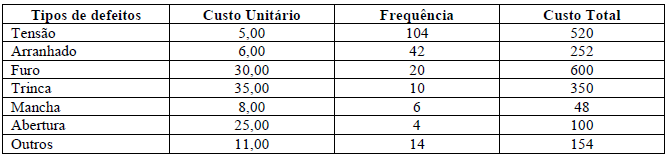 Tipos de defeitos Custo Unitário Frequência Custo Total
Tensão 5,00 104 520
Arranhado 6,00 42 252
Furo 30,00 20 600
Trinca 35,00 10 350
Mancha 8,00 6 48
Abertura 25,00 4 100
Outros 11,00 14 154